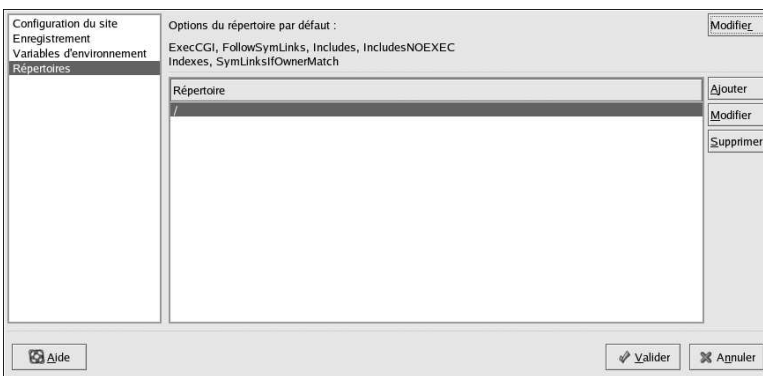 Configuration du site
Enregistrement
Variables d'environnement
Répertoires
Options du répertoire par défaut :
ExecCGI, FollowSymLinks, Includes, IncludesNOEXEC
Indexes, SymLinksIfOwnerMatch
Modifier
Répertoire
/
Ajouter
Modifier
Supprimer
Aide
Valider
Annuler